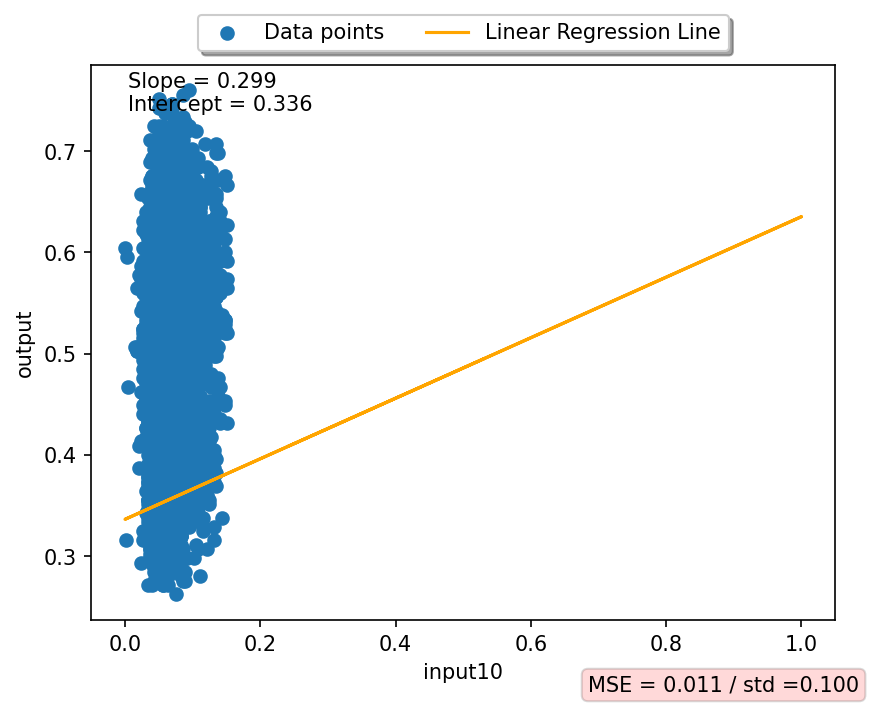 Data points
Linear Regression Line
Slope = 0.299
Intercept = 0.336
0.7
0.6
0.5
0.4
0.3
output
0.0 0.2 0.4 0.6 0.8 1.0
input10
MSE = 0.011 / std =0.100